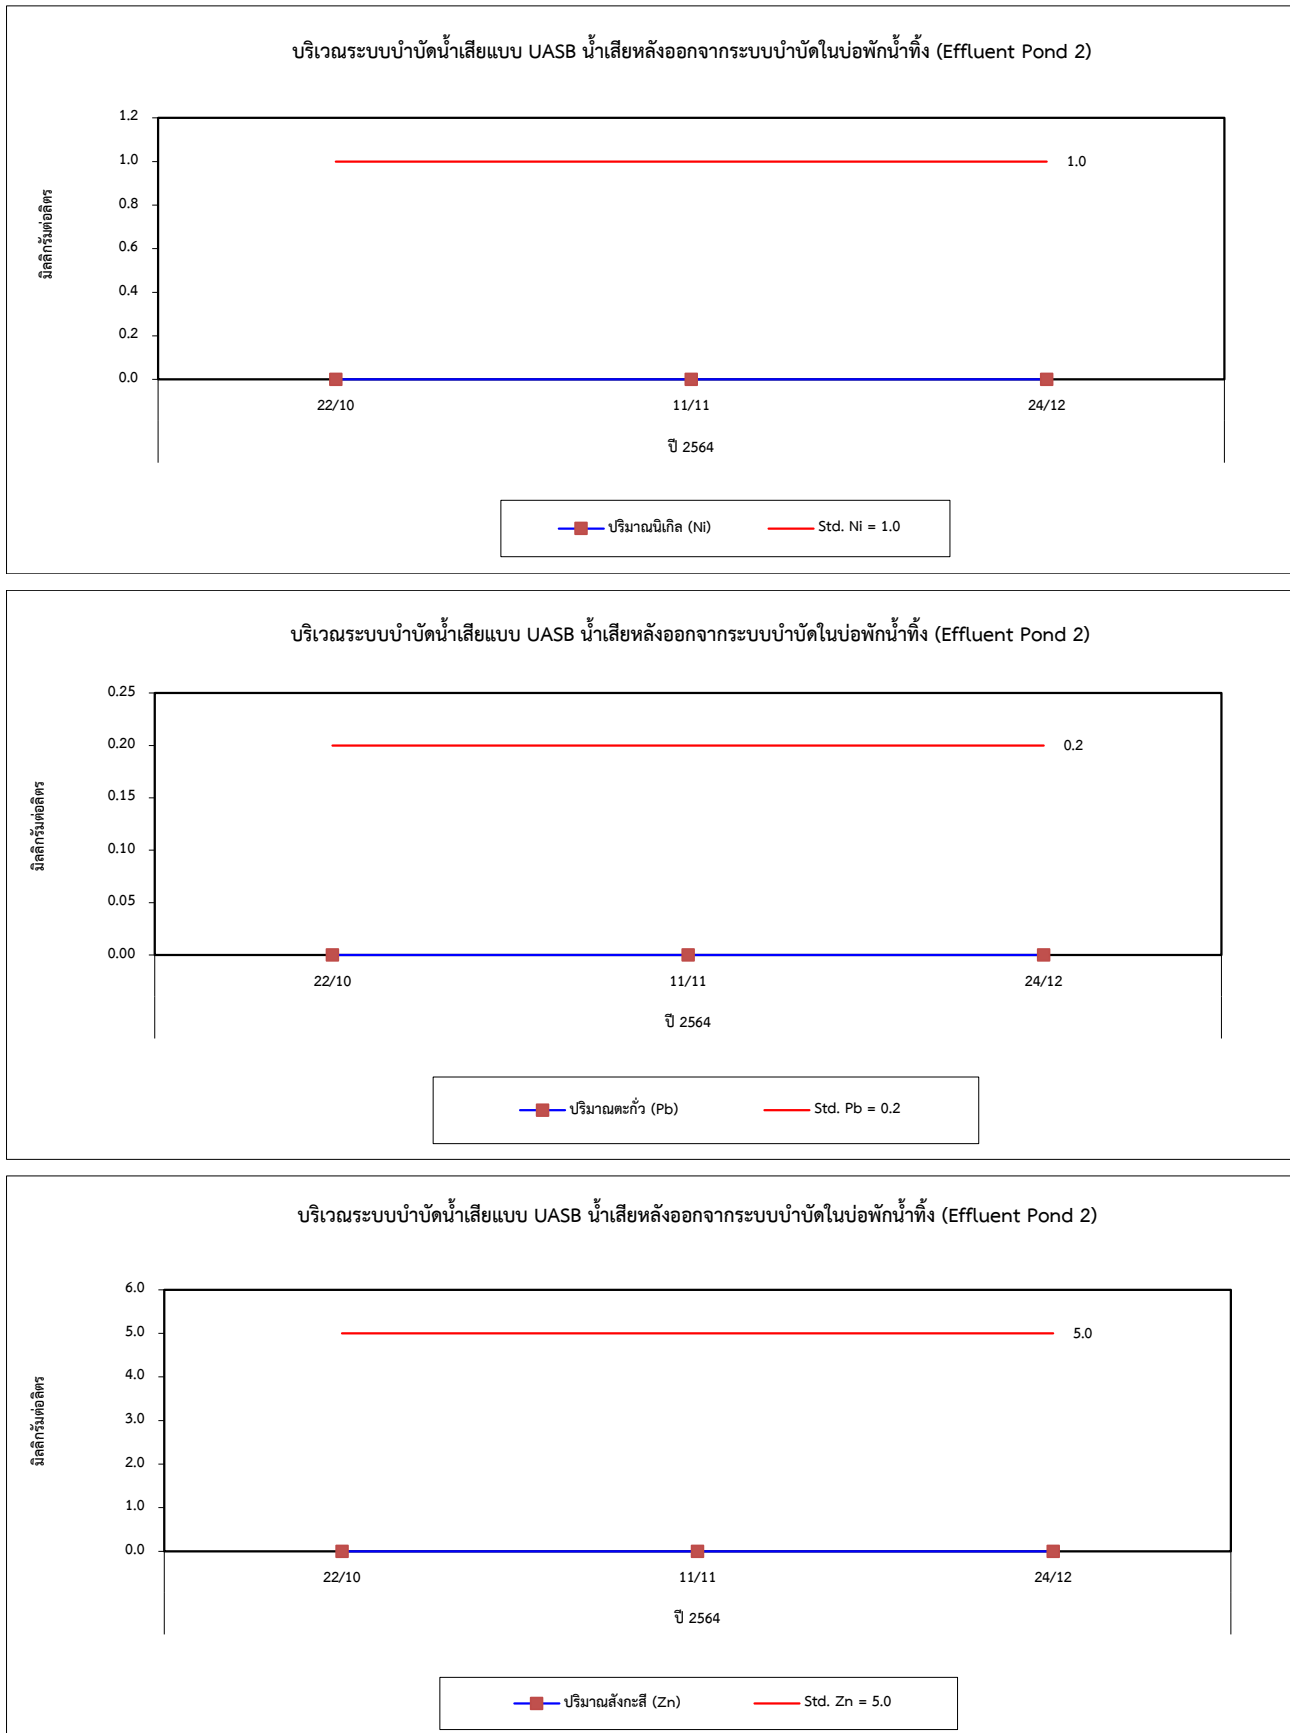 บริเวณระบบบำบัดน้ำเสียแบบ UASB น้ำเสียหลังออกจากระบบบำบัดในบ่อพักน้ำทิ้ง (Effluent Pond 2)
มิลลิกรัมต่อลิตร
1.2
1.0
0.8
0.6
0.4
0.2
0.0
1.0
22/10 11/11 24/12
ปี 2564
ปริมาณนิเกิล (Ni) Std. Ni = 1.0
บริเวณระบบบำบัดน้ำเสียแบบ UASB น้ำเสียหลังออกจากระบบบำบัดในบ่อพักน้ำทิ้ง (Effluent Pond 2)
มิลลิกรัมต่อลิตร
0.25
0.20
0.15
0.10
0.05
0.00
0.2
22/10 11/11 24/12
ปี 2564
ปริมาณตะกั่ว (Pb) Std. Pb = 0.2
บริเวณระบบบำบัดน้ำเสียแบบ UASB น้ำเสียหลังออกจากระบบบำบัดในบ่อพักน้ำทิ้ง (Effluent Pond 2)
มิลลิกรัมต่อลิตร
6.0
5.0
4.0
3.0
2.0
1.0
0.0
5.0
22/10 11/11 24/12
ปี 2564
ปริมาณสังกะสี (Zn) Std. Zn = 5.0